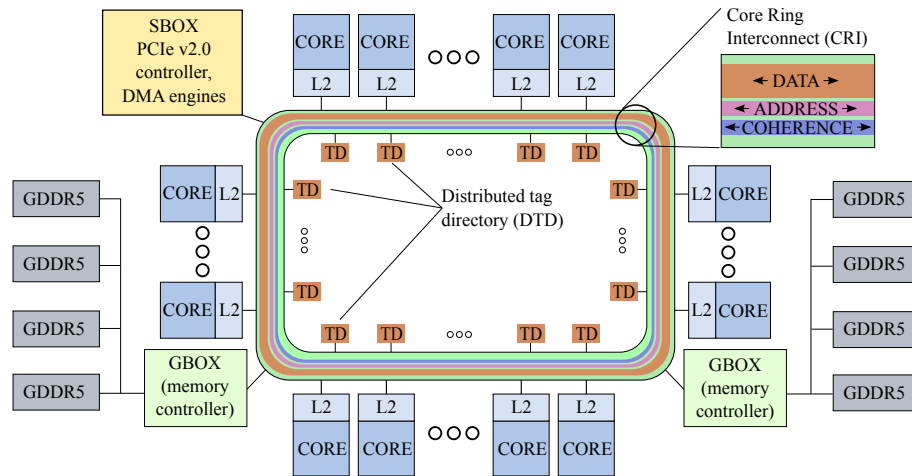 SBOX
PCIe v2.0
controller,
DMA engines
CORE
CORE
CORE
CORE
L2
L2
L2
L2
Core Ring
Interconnect (CRI)
DATA
ADDRESS
COHERENCE
TD
TD
TD
TD
GDDR5
GDDR5
GDDR5
GDDR5
CORE
L2
CORE
L2
TD
TD
Distributed tag
directory (DTD)
TD
TD
L2
CORE
L2
CORE
GDDR5
GDDR5
GDDR5
GDDR5
TD
TD
TD
TD
GBOX
(memory
controller)
GBOX
(memory
controller)
L2
L2
L2
L2
CORE
CORE
CORE
CORE